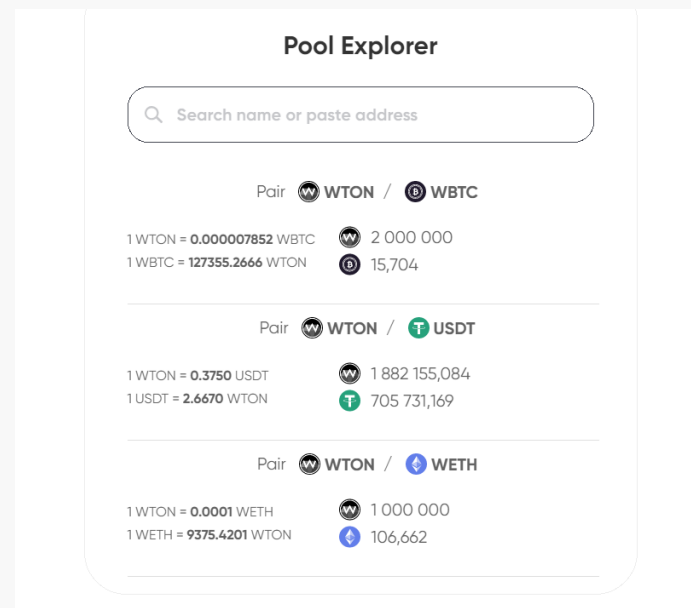 Pool Explorer
Search name or paste address
Pair WTON / WBTC
1 WTON = 0.000007852 WBTC
2 000 000
1 WBTC = 127355.2666 WTON
15,704
Pair WTON / USDT
1 WTON = 0.3750 USDT
1 882 155,084
1 USDT = 2.6670 WTON
705 731,169
Pair WTON / WETH
1 WTON = 0.0001 WETH
1 000 000
1 WETH = 9375.4201 WTON
106,662